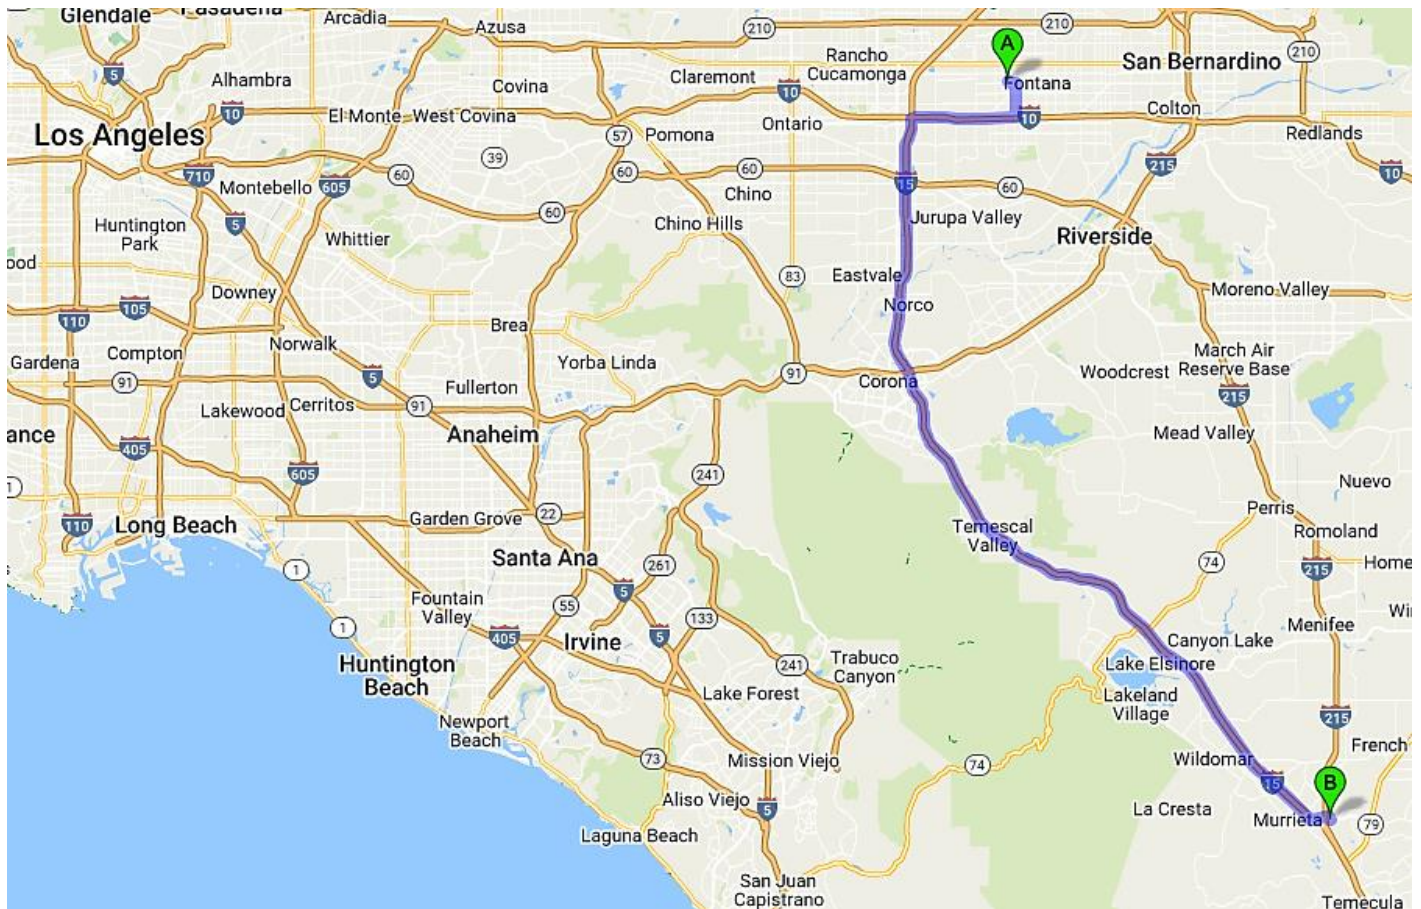 Glendale
Pasadena
Arcadia
Azusa
210
210
210
A
Rancho
Cucamonga
San Bernardino
5
Alhambra
Covina
Claremont
10
Fontana
10
El Monte
West Covina
Ontario
10
Colton
Redlands
Los Angeles
57
Pomona
39
215
10
710
Montebello
605
60
60
60
Chino
15
60
5
60
Huntington
Park
Whittier
Chino Hills
Jurupa Valley
Riverside
ood
Downey
83
Eastvale
Norco
Moreno Valley
110
105
Brea
Gardena
Compton
Norwalk
Yorba Linda
March Air
Reserve Base
Woodcrest
91
5
Fullerton
91
Corona
215
Lakewood
Cerritos
91
ance
405
Anaheim
Mead Valley
605
241
Nuevo
1
110
Long Beach
Garden Grove
22
Perris
Temescal
Valley
Romoland
Santa Ana
261
74
215
Home
s
1
5
Fountain
Valley
55
133
Wi
Menifee
1
405
Irvine
5
Canyon Lake
Huntington
Beach
241
Trabuco
Canyon
Lake Elsinore
Lake Forest
Lakeland
Village
Newport
Beach
215
73
Mission Viejo
74
Wildomar
French
15
B
Aliso Viejo
5
La Cresta
Murrieta
79
Laguna Beach
San Juan
Capistrano
Temecula